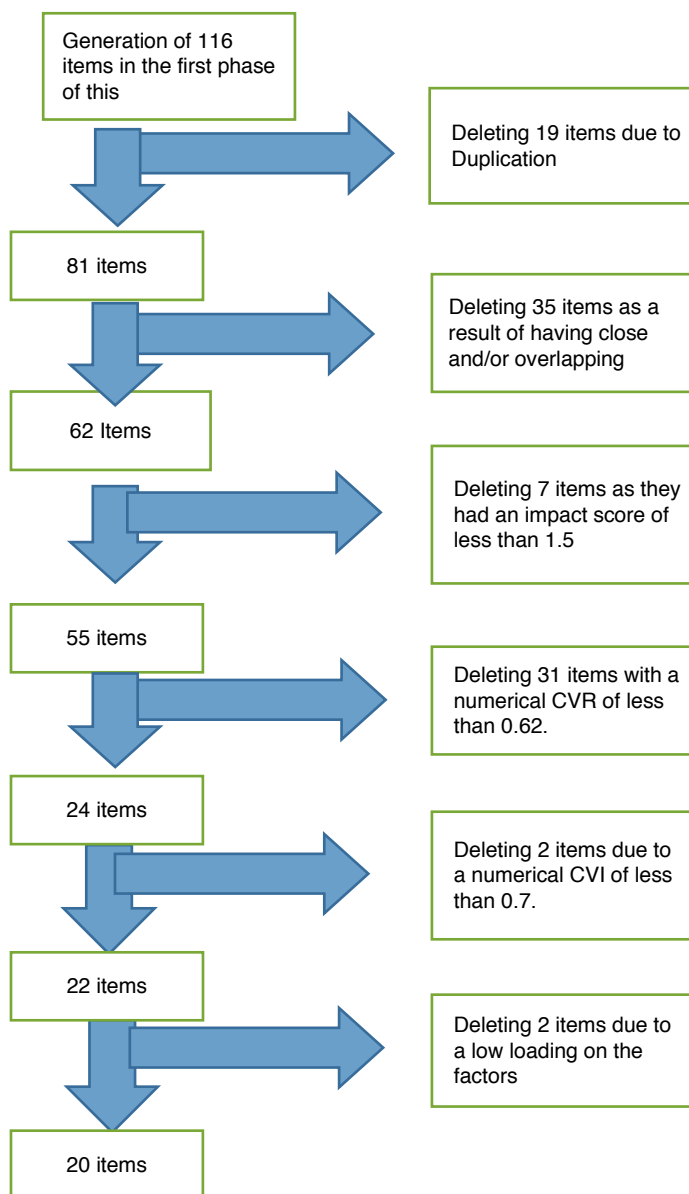 Generation of 116
items in the first phase
of this
Deleting 19 items due to
Duplication
81 items
Deleting 35 items as a
result of having close
and/or overlapping
62 Items
Deleting 7 items as they
had an impact score of
less than 1.5
55 items
Deleting 31 items with a
numerical CVR of less
than 0.62.
24 items
Deleting 2 items due to
a numerical CVI of less
than 0.7.
22 items
Deleting 2 items due to
a low loading on the
factors
20 items